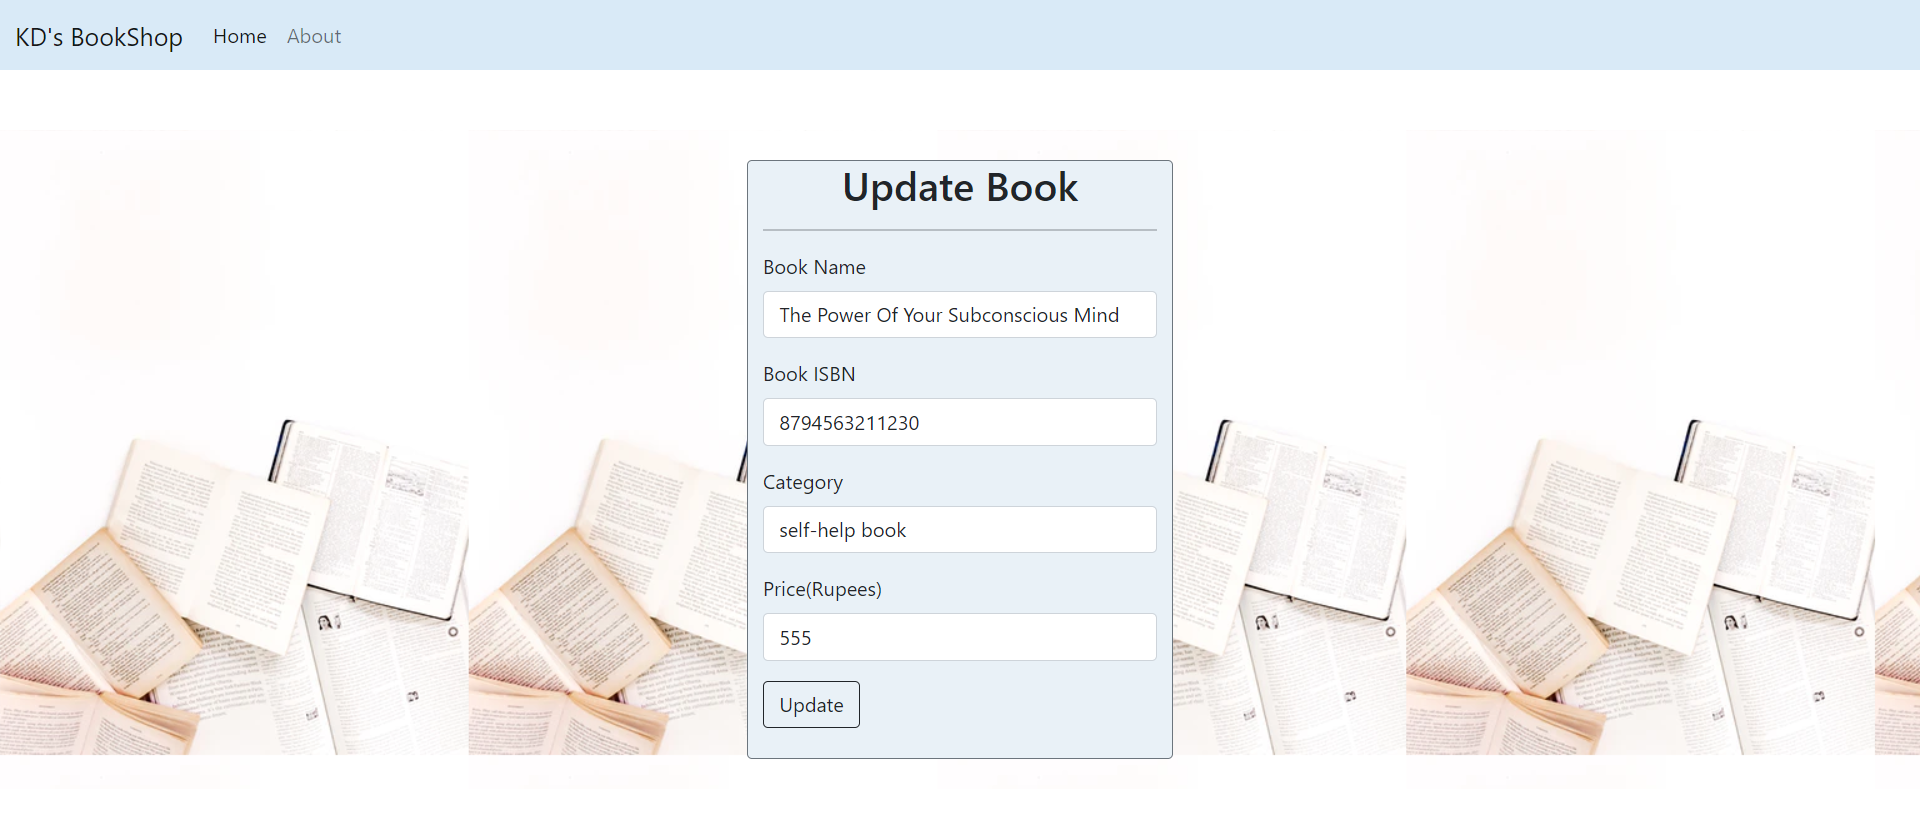 KD's BookShop Home About
Update Book
Book Name
The Power Of Your Subconscious Mind
Book ISBN
8794563211230
Category
self-help book
Price(Rupees)
555
Update